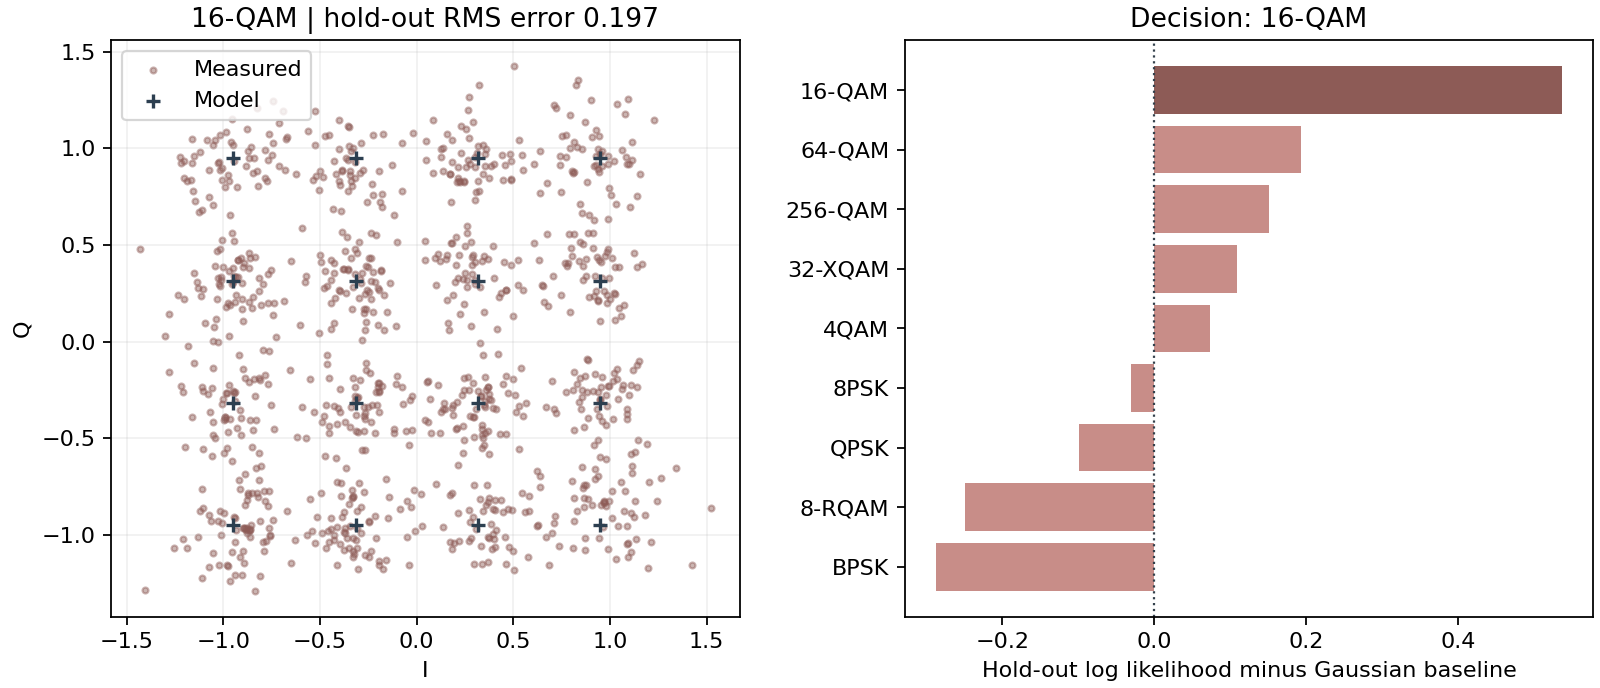 16-QAM | hold-out RMS error 0.197
Measured
Model
1.5
1.0
0.5
0.0
−0.5
−1.0
Q
−1.5
−1.0
−0.5
0.0
0.5
1.0
1.5
I
Decision: 16-QAM
16-QAM
64-QAM
256-QAM
32-XQAM
4QAM
8PSK
QPSK
8-RQAM
BPSK
−0.2
0.0
0.2
0.4
Hold-out log likelihood minus Gaussian baseline